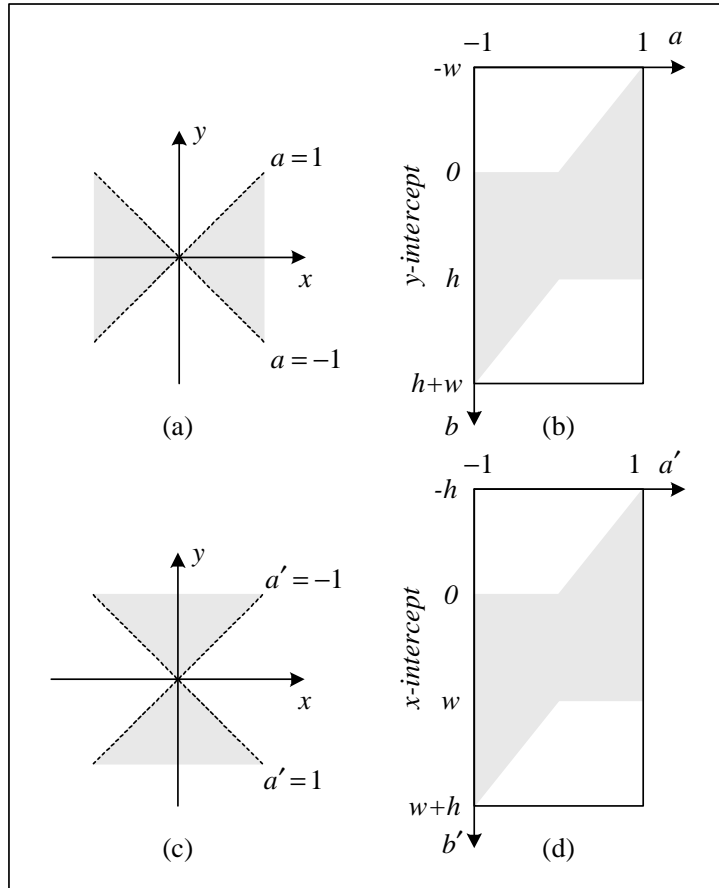 y
a = 1
x
a = −1
(a)
−1
1
a
-w
0
y-intercept
h
h+w
b
(b)
y
a′ = −1
x
a′ = 1
(c)
−1
1
a′
-h
0
x-intercept
w
w+h
b′
(d)